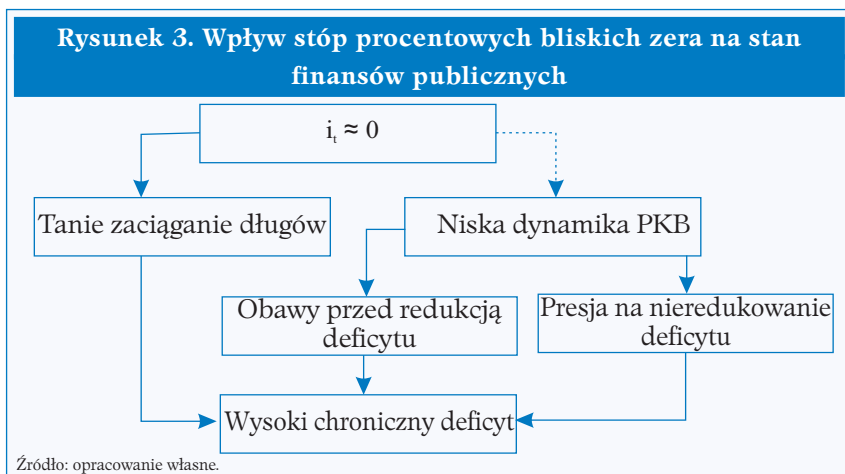 Rysunek 3. Wpływ stóp procentowych bliskich zera na stan
finansów publicznych
iₜ ≈ 0
Tanie zaciąganie długów
Niska dynamika PKB
Obawy przed redukcją
deficytu
Presja na nieredukowanie
deficytu
Wysoki chroniczny deficyt
Źródło: opracowanie własne.